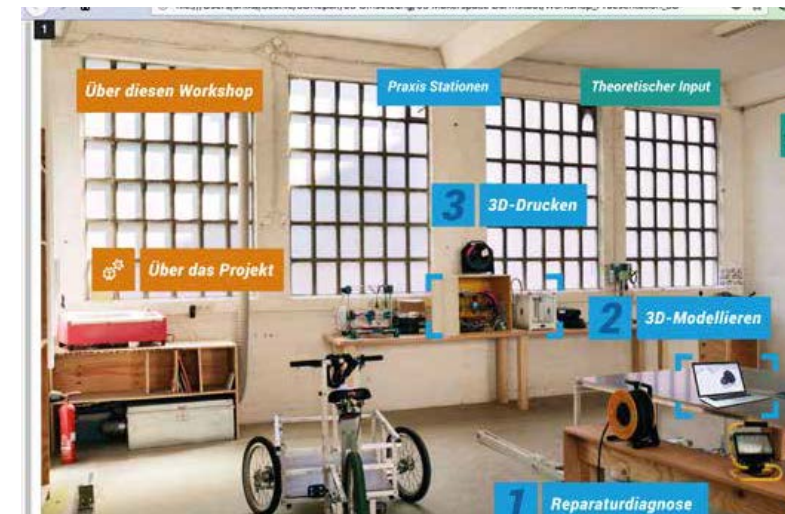 1
Über diesen Workshop
Praxis Stationen
Theoretischer Input
3 3D-Drucken
Über das Projekt
2 3D-Modellieren
1 Reparaturdiagnose